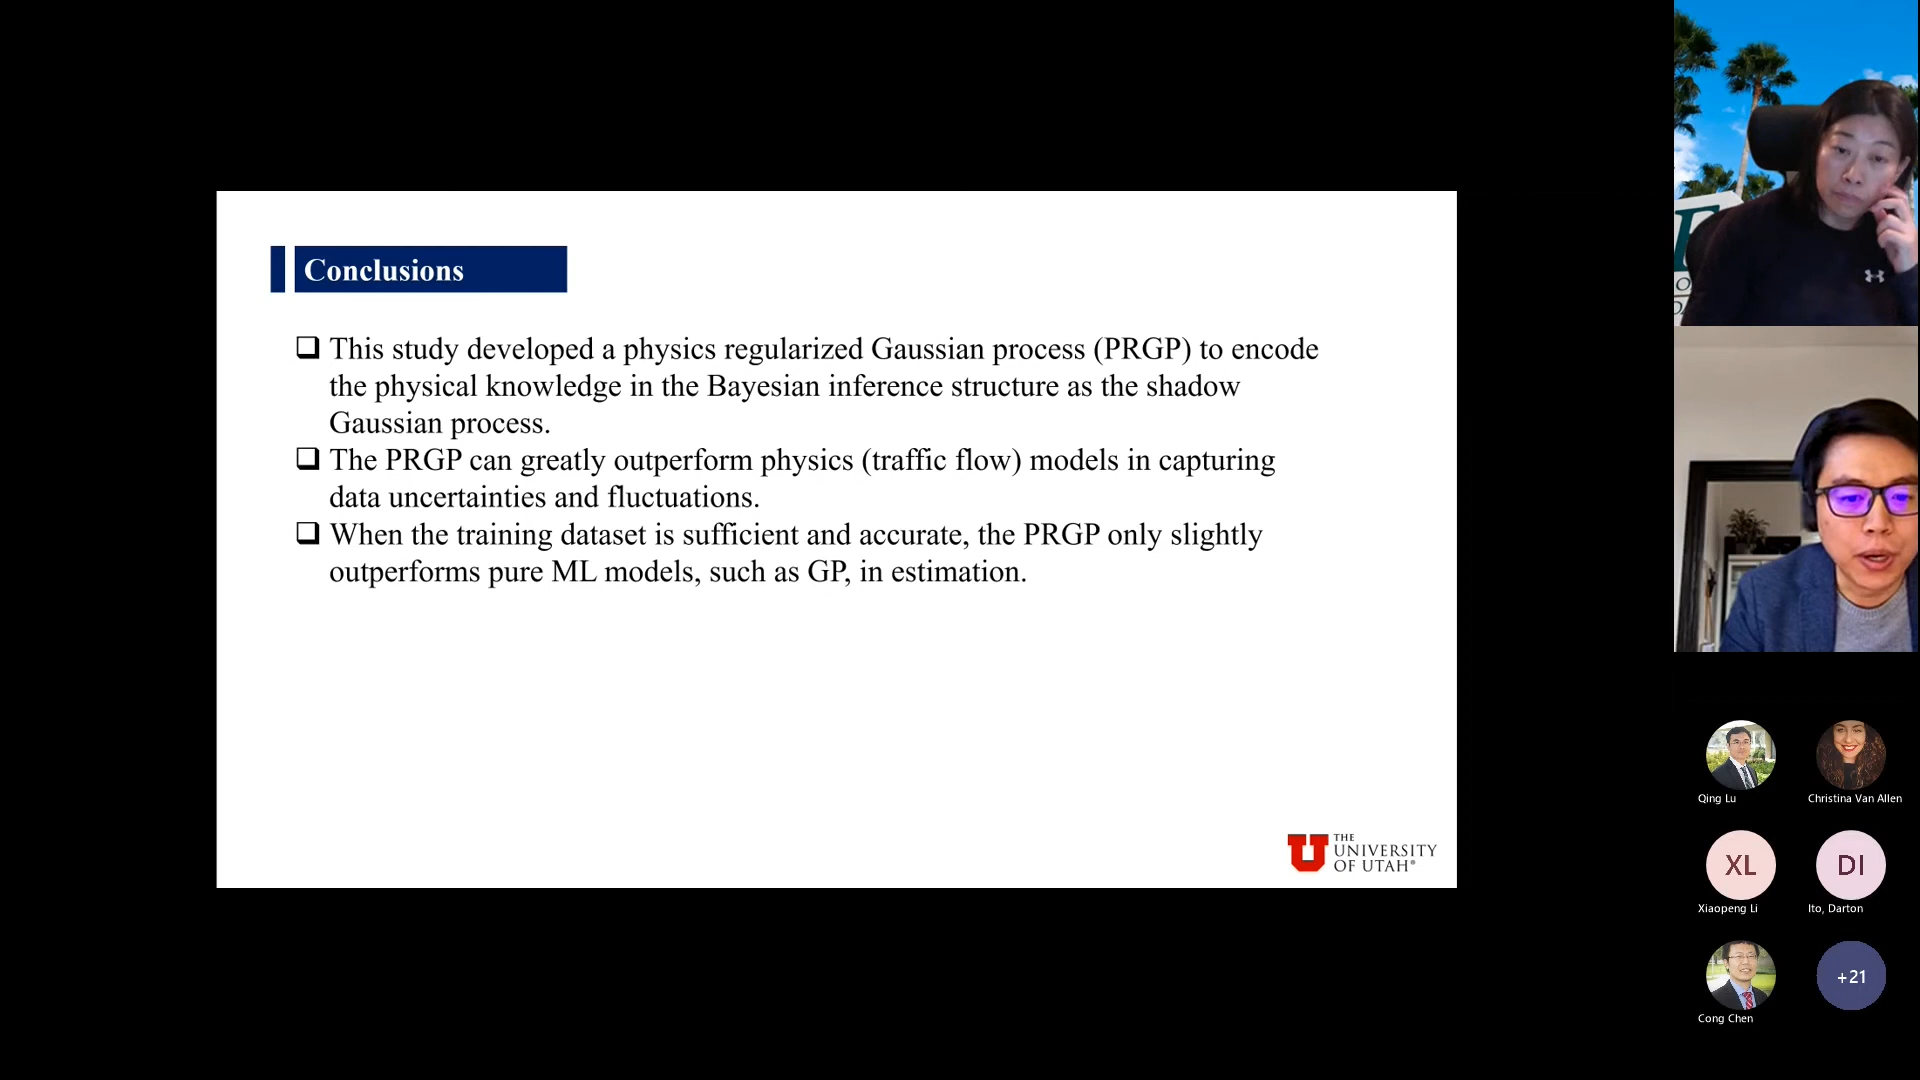 Conclusions
This study developed a physics regularized Gaussian process (PRGP) to encode
the physical knowledge in the Bayesian inference structure as the shadow
Gaussian process.
The PRGP can greatly outperform physics (traffic flow) models in capturing
data uncertainties and fluctuations.
When the training dataset is sufficient and accurate, the PRGP only slightly
outperforms pure ML models, such as GP, in estimation.
U THE
UNIVERSITY
OF UTAH®
Qing Lu
Christina Van Allen
XL
DI
Xiaopeng Li
Ito, Darton
+21
Cong Chen